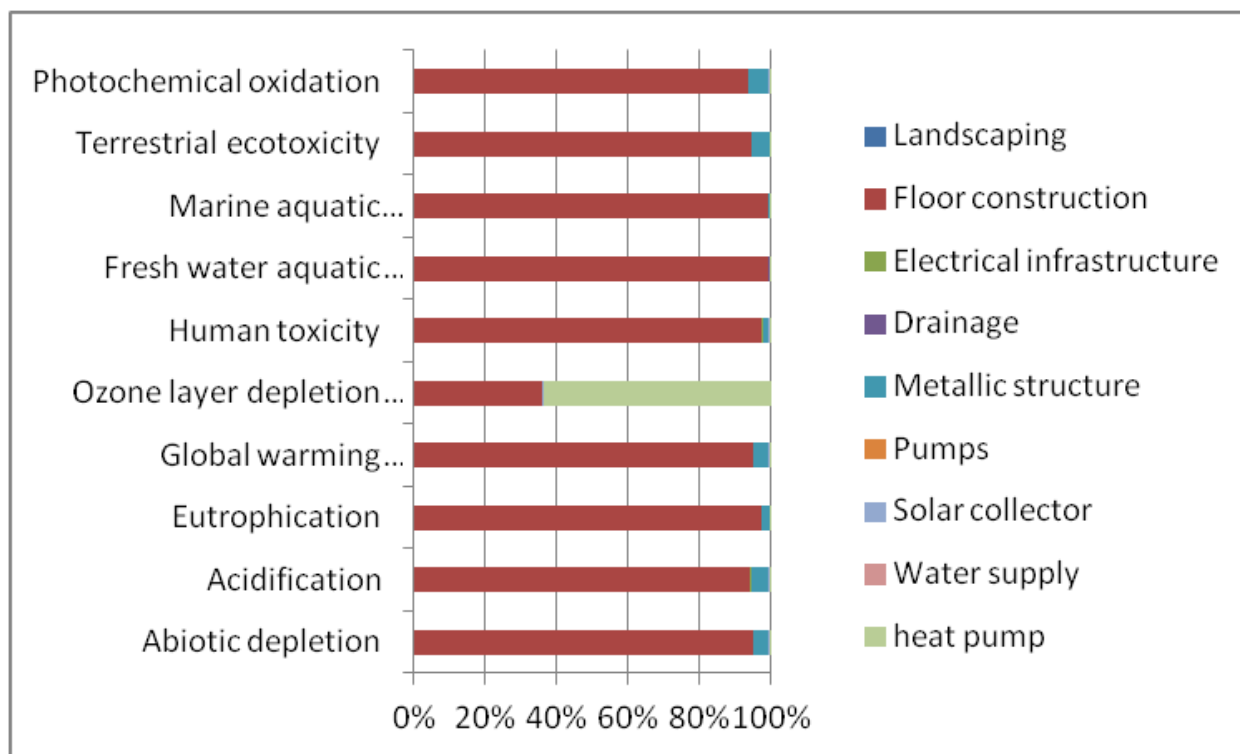 Photochemical oxidation
Terrestrial ecotoxicity
Marine aquatic...
Fresh water aquatic...
Human toxicity
Ozone layer depletion...
Global warming...
Eutrophication
Acidification
Abiotic depletion
0% 20% 40% 60% 80% 100%
Landscaping
Floor construction
Electrical infrastructure
Drainage
Metallic structure
Pumps
Solar collector
Water supply
heat pump